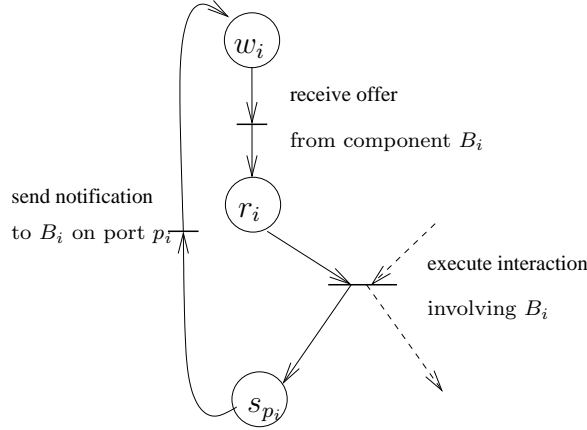 w_i
receive offer
from component B_i
r_i
send notification
to B_i on port p_i
execute interaction
involving B_i
s_{p_i}